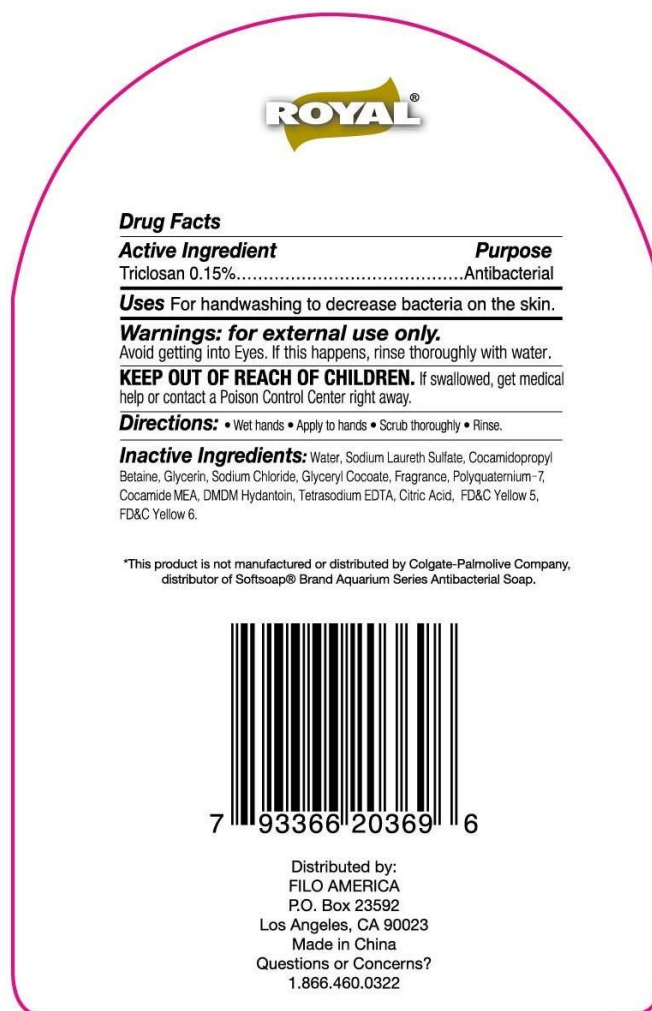 ROYAL®
Drug Facts
Active Ingredient Purpose
Triclosan 0.15%...........................................Antibacterial
Uses For handwashing to decrease bacteria on the skin.
Warnings: for external use only.
Avoid getting into Eyes. If this happens, rinse thoroughly with water.
KEEP OUT OF REACH OF CHILDREN. If swallowed, get medical
help or contact a Poison Control Center right away.
Directions: • Wet hands • Apply to hands • Scrub thoroughly • Rinse.
Inactive Ingredients: Water, Sodium Laureth Sulfate, Cocamidopropyl
Betaine, Glycerin, Sodium Chloride, Glyceryl Cocoate, Fragrance, Polyquaternium-7,
Cocamide MEA, DMDM Hydantoin, Tetrasodium EDTA, Citric Acid, FD&C Yellow 5,
FD&C Yellow 6.
*This product is not manufactured or distributed by Colgate-Palmolive Company,
distributor of Softsoap® Brand Aquarium Series Antibacterial Soap.
7 93366 20369 6
Distributed by:
FILO AMERICA
P.O. Box 23592
Los Angeles, CA 90023
Made in China
Questions or Concerns?
1.866.460.0322